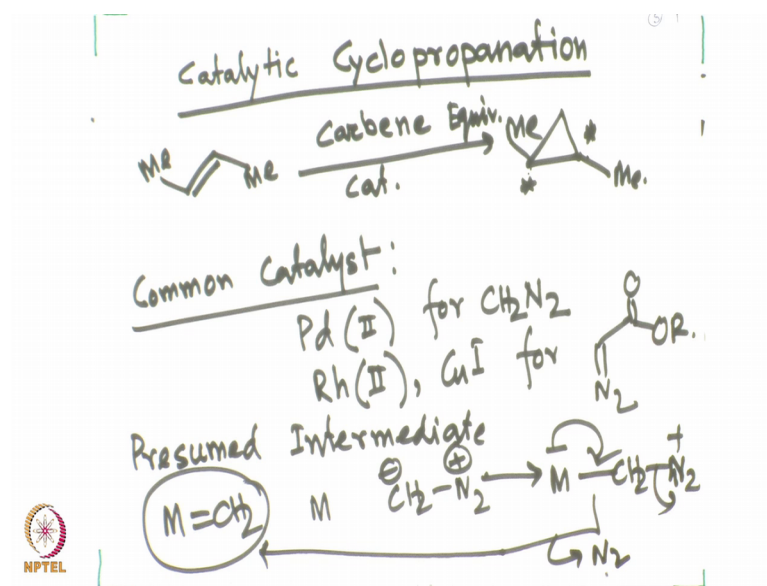 Catalytic Cyclopropanation
Me Me Carbene Equiv. Cat. Me * * Me.
Common Catalyst:
Pd (II) for CH2N2
Rh(II), CuI for O OR. N2
Presumed Intermediate
M=CH2 M ⊖ CH2-N2 ⊕ → M - CH2-N2 +
N2
NPTEL